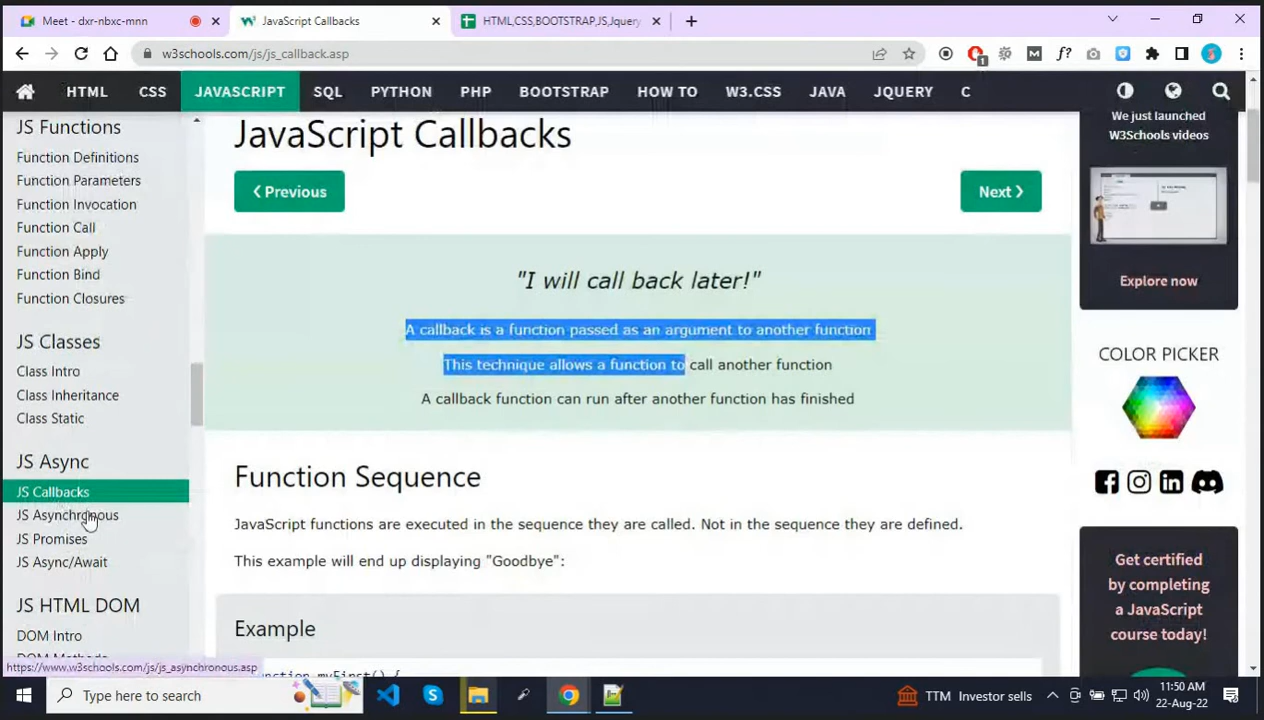 Meet - dxr-nbxc-mnn
JavaScript Callbacks
HTML,CSS,BOOTSTRAP,JS,Jquery
w3schools.com/js/js_callback.asp
1
M
f?
HTML
CSS
JAVASCRIPT
SQL
PYTHON
PHP
BOOTSTRAP
HOW TO
W3.CSS
JAVA
JQUERY
C
JS Functions
Function Definitions
Function Parameters
Function Invocation
Function Call
Function Apply
Function Bind
Function Closures
JS Classes
Class Intro
Class Inheritance
Class Static
JS Async
JS Callbacks
JS Asynchronous
JS Promises
JS Async/Await
JS HTML DOM
DOM Intro
DOM Methods
https://www.w3schools.com/js/js_asynchronous.asp
JavaScript Callbacks
❮ Previous
Next ❯
"I will call back later!"
A callback is a function passed as an argument to another function
This technique allows a function to call another function
A callback function can run after another function has finished
Function Sequence
JavaScript functions are executed in the sequence they are called. Not in the sequence they are defined.
This example will end up displaying "Goodbye":
Example
function myFirst() {
We just launched
W3Schools videos
Explore now
COLOR PICKER
Get certified
by completing
a JavaScript
course today!
Type here to search
TTM Investor sells
11:50 AM
22-Aug-22